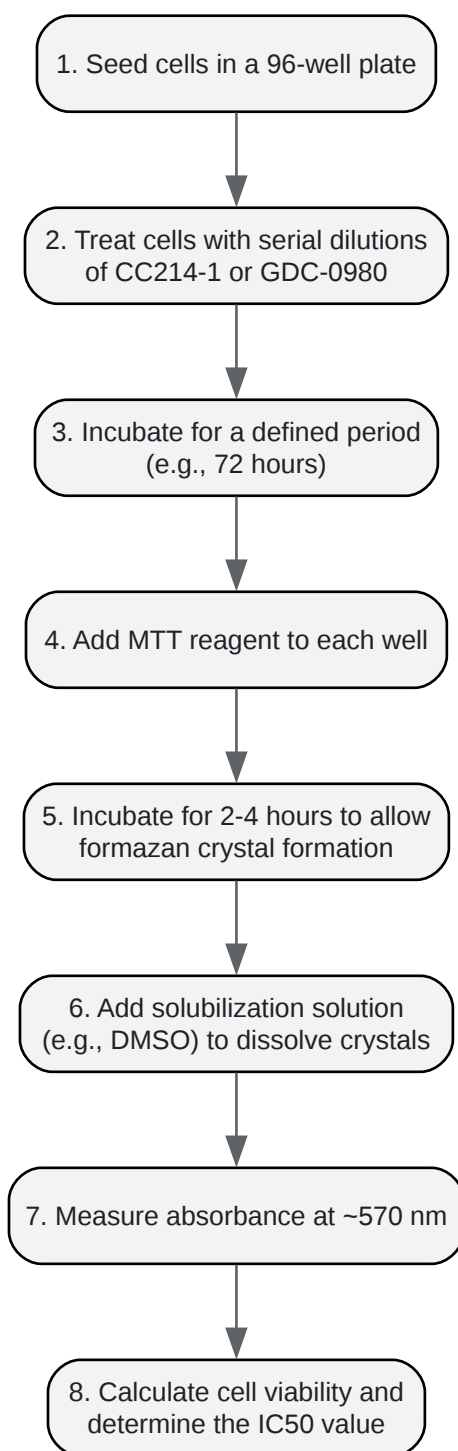 1. Seed cells in a 96-well plate
2. Treat cells with serial dilutions
of CC214-1 or GDC-0980
3. Incubate for a defined period
(e.g., 72 hours)
4. Add MTT reagent to each well
5. Incubate for 2-4 hours to allow
formazan crystal formation
6. Add solubilization solution
(e.g., DMSO) to dissolve crystals
7. Measure absorbance at ~570 nm
8. Calculate cell viability and
determine the IC50 value